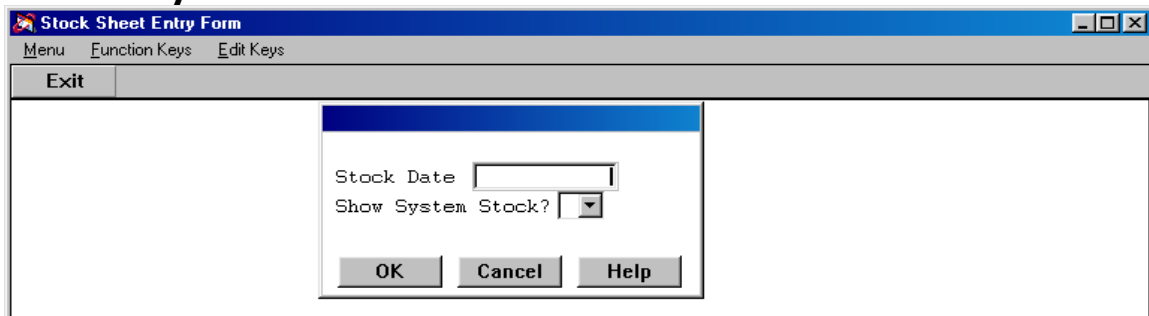 Stock Sheet Entry Form
Menu Function Keys Edit Keys
Exit
Stock Date
Show System Stock?
OK Cancel Help